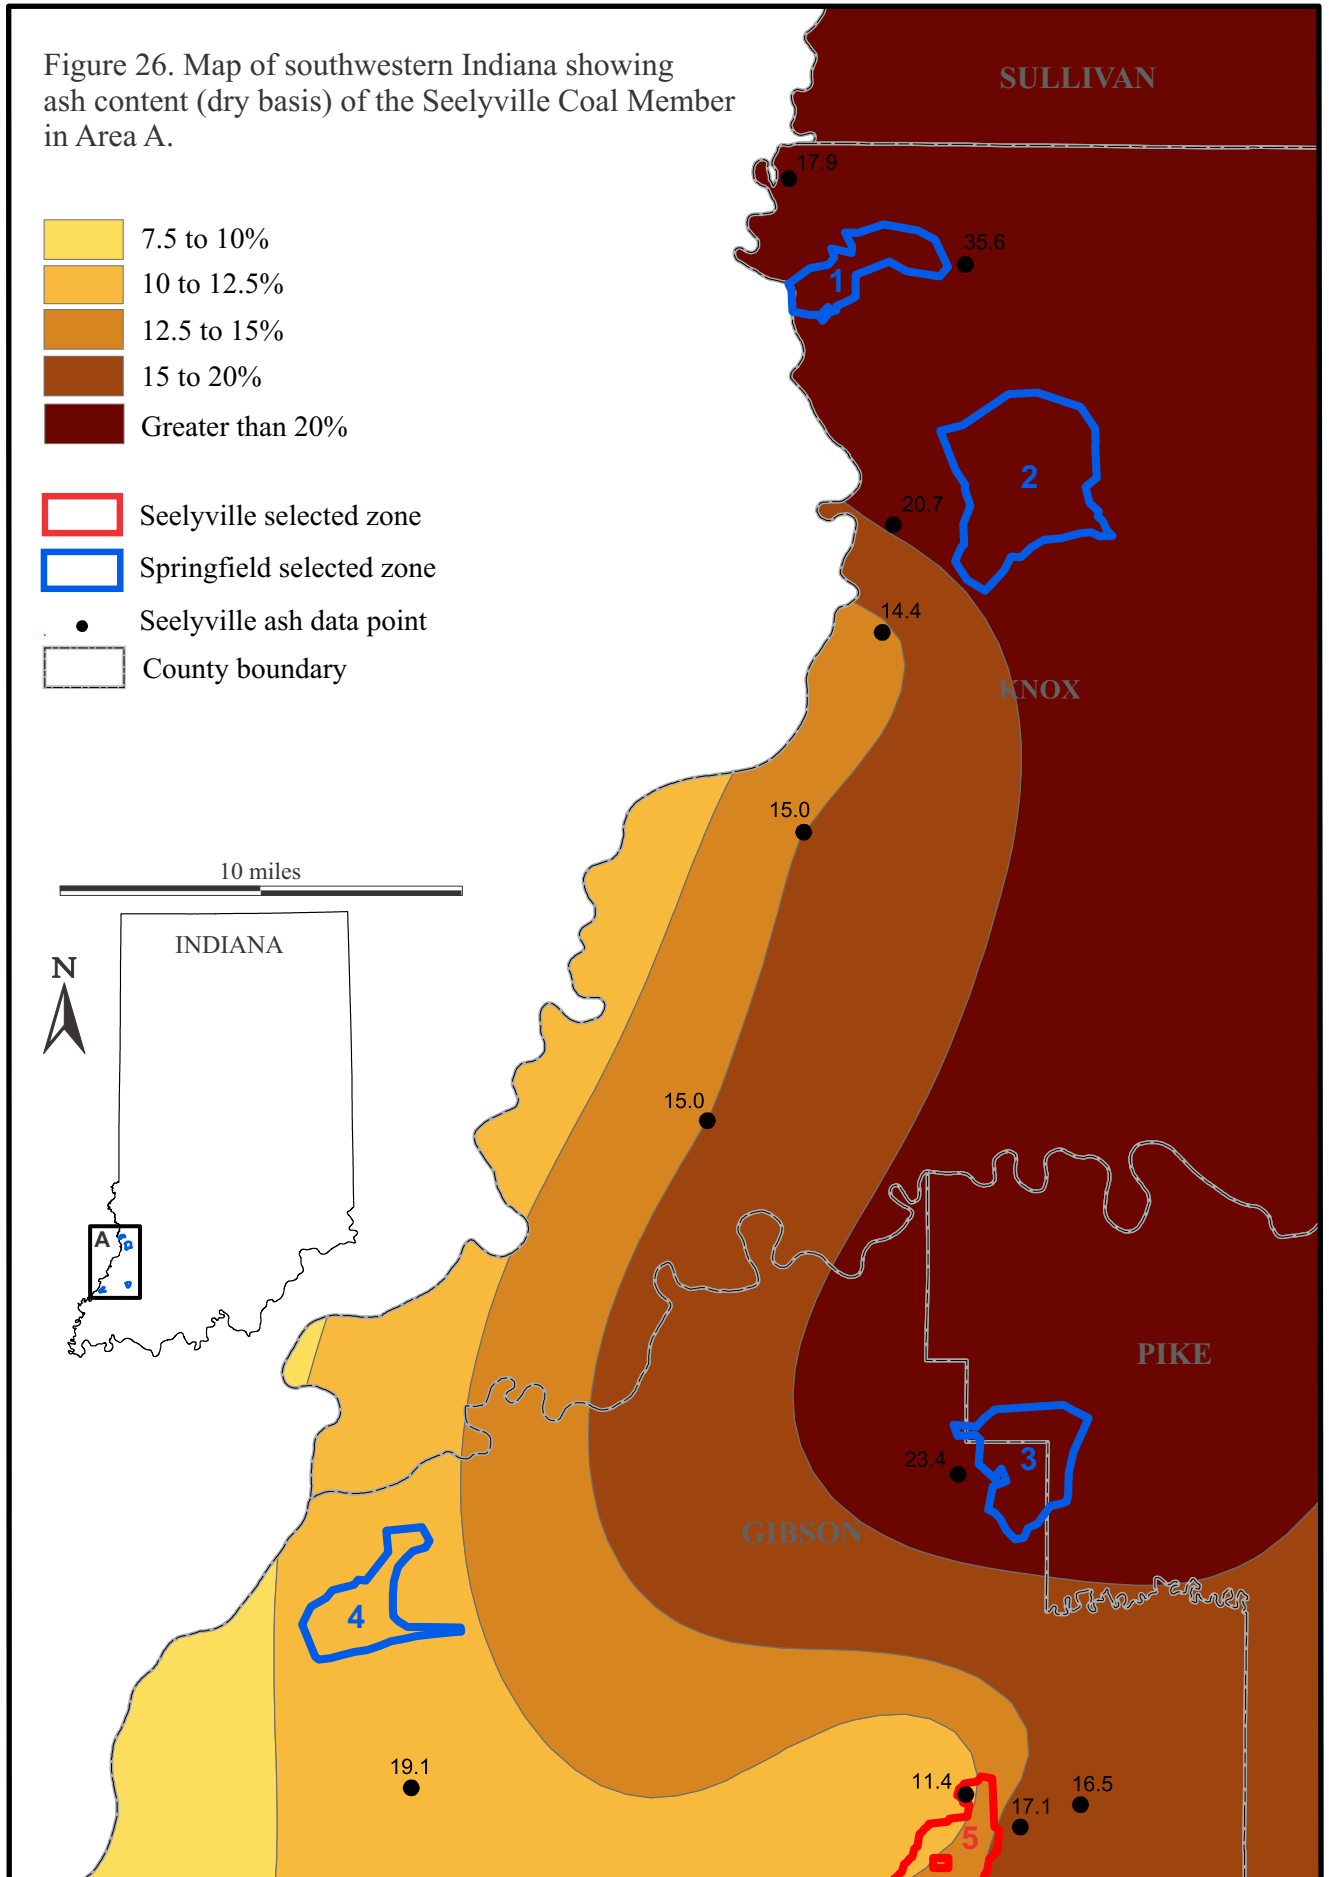 Figure 26. Map of southwestern Indiana showing
ash content (dry basis) of the Seelyville Coal Member
in Area A.
7.5 to 10%
10 to 12.5%
12.5 to 15%
15 to 20%
Greater than 20%
Seelyville selected zone
Springfield selected zone
Seelyville ash data point
County boundary
10 miles
INDIANA
N
A
SULLIVAN
17.9
35.6
1
2
20.7
14.4
KNOX
15.0
15.0
PIKE
23.4
3
GIBSON
4
19.1
11.4
16.5
17.1
5